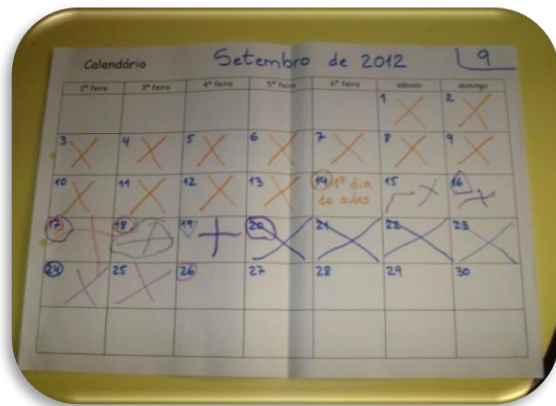 Calendário Setembro de 2012 9
2ª feira 3ª feira 4ª feira 5ª feira 6ª feira sábado domingo
1 2
3 4 5 6 7 8 9
10 11 12 13 14 1º dia de aulas 15 16
17 18 19 20 21 22 23
24 25 26 27 28 29 30